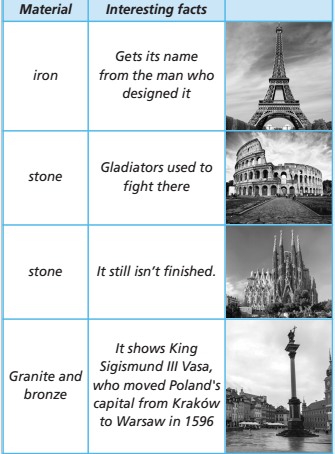 Material Interesting facts
iron
Gets its name
from the man who
designed it
stone
Gladiators used to
fight there
stone
It still isn't finished.
Granite and
bronze
It shows King
Sigismund III Vasa,
who moved Poland's
capital from Kraków
to Warsaw in 1596